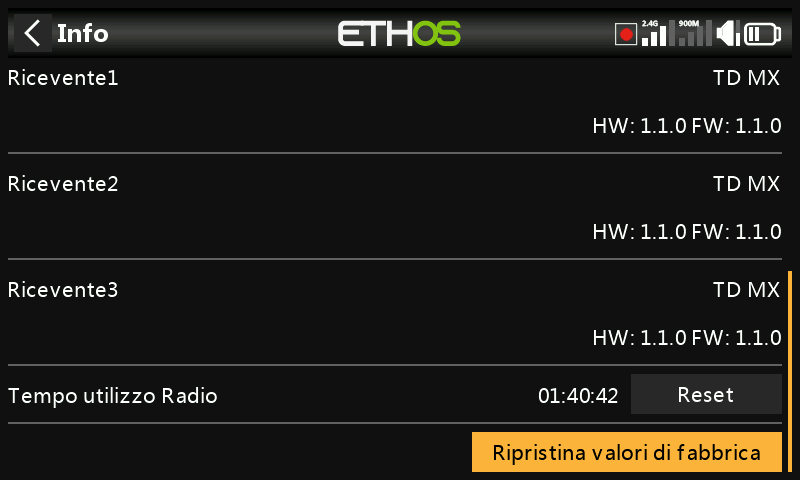 Info
ETHOS
2.4G
900M
Ricevente1
TD MX
HW: 1.1.0 FW: 1.1.0
Ricevente2
TD MX
HW: 1.1.0 FW: 1.1.0
Ricevente3
TD MX
HW: 1.1.0 FW: 1.1.0
Tempo utilizzo Radio
01:40:42
Reset
Ripristina valori di fabbrica